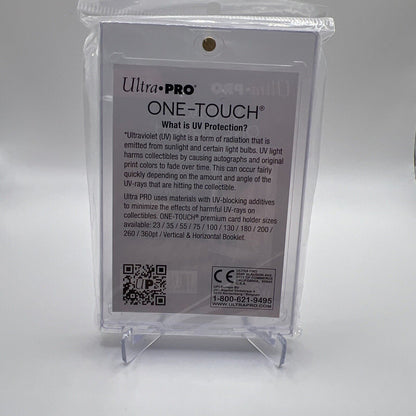 Ultra•PRO®
ONE-TOUCH®
What is UV Protection?
"Ultraviolet (UV) light is a form of radiation that is
emitted from sunlight and certain light bulbs. UV light
harms collectibles by causing autographs and original
print colors to fade over time. This can occur fairly
quickly depending on the amount and angle of the
UV-rays that are hitting the collectible.
Ultra PRO uses materials with UV-blocking additives
to minimize the effects of harmful UV-rays on
collectibles. ONE-TOUCH® premium card holder sizes
available: 23 / 35 / 55 / 75 / 100 / 130 / 180 / 200 /
260 / 360pt / Vertical & Horizontal Booklet.
CE
1-800-621-9495
WWW.ULTRAPRO.COM